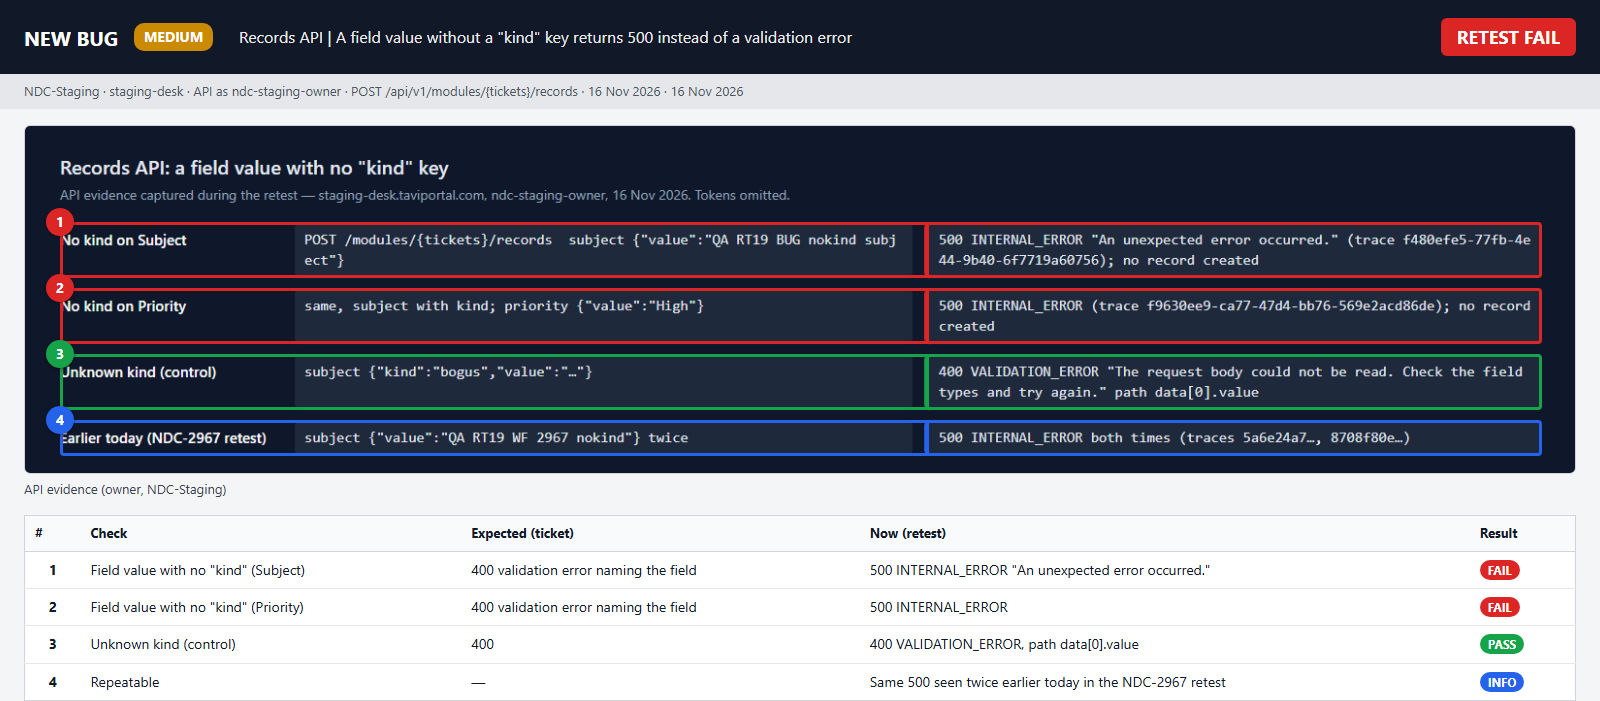 NEW BUG MEDIUM Records API | A field value without a "kind" key returns 500 instead of a validation error RETEST FAIL
NDC-Staging · staging-desk · API as ndc-staging-owner · POST /api/v1/modules/{tickets}/records · 16 Nov 2026 · 16 Nov 2026
Records API: a field value with no "kind" key
API evidence captured during the retest — staging-desk.taviportal.com, ndc-staging-owner, 16 Nov 2026. Tokens omitted.
1
No kind on Subject POST /modules/{tickets}/records subject {"value":"QA RT19 BUG nokind subj 500 INTERNAL_ERROR "An unexpected error occurred." (trace f480efe5-77fb-4e
ect"} 44-9b40-6f7719a60756); no record created
2
No kind on Priority same, subject with kind; priority {"value":"High"} 500 INTERNAL_ERROR (trace f9630ee9-ca77-47d4-bb76-569e2acd86de); no record
created
3
Unknown kind (control) subject {"kind":"bogus","value":"…"} 400 VALIDATION_ERROR "The request body could not be read. Check the field
types and try again." path data[0].value
4
Earlier today (NDC-2967 retest) subject {"value":"QA RT19 WF 2967 nokind"} twice 500 INTERNAL_ERROR both times (traces 5a6e24a7…, 8708f80e…)
API evidence (owner, NDC-Staging)
# Check Expected (ticket) Now (retest) Result
1 Field value with no "kind" (Subject) 400 validation error naming the field 500 INTERNAL_ERROR "An unexpected error occurred." FAIL
2 Field value with no "kind" (Priority) 400 validation error naming the field 500 INTERNAL_ERROR FAIL
3 Unknown kind (control) 400 400 VALIDATION_ERROR, path data[0].value PASS
4 Repeatable — Same 500 seen twice earlier today in the NDC-2967 retest INFO